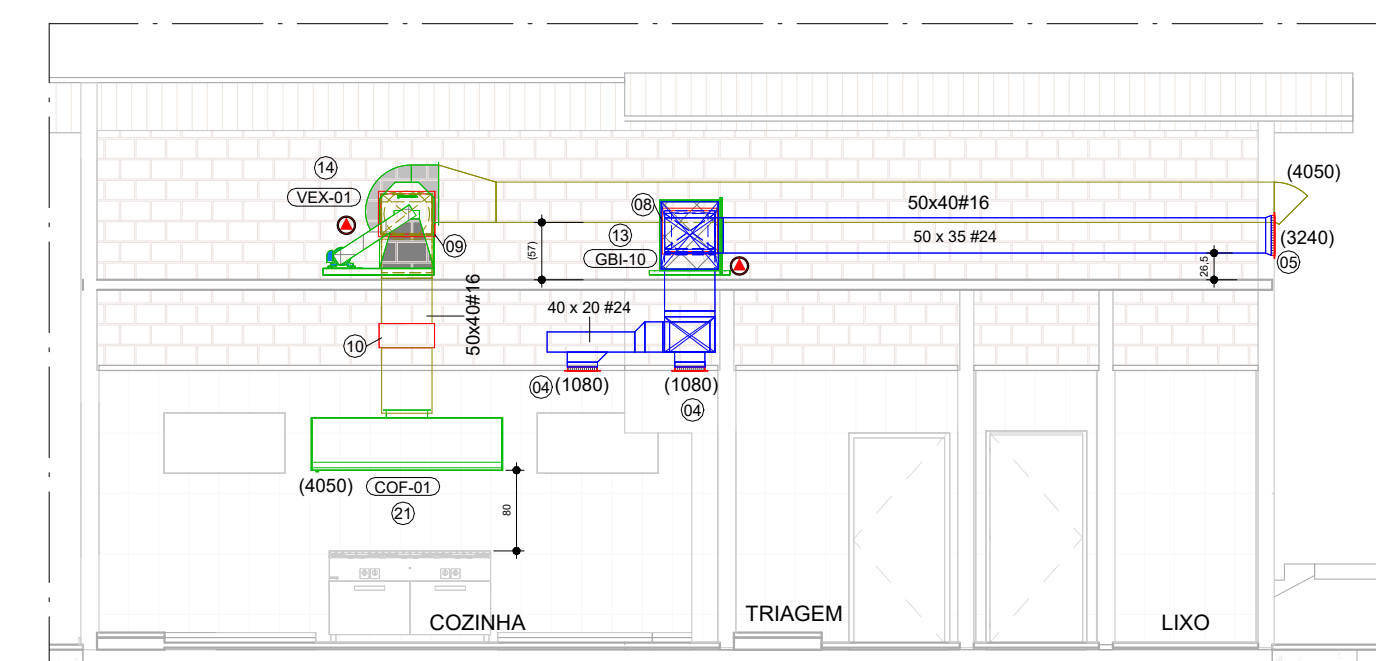 14
VEX-01
(4050)
08
50x40#16
13
09
(57)
GBI-10
50 x 35 #24
(3240)
05
26,5
50x40#16
40 x 20 #24
10
04
(1080)
(1080)
04
(4050)
COF-01
21
80
COZINHA
TRIAGEM
LIXO